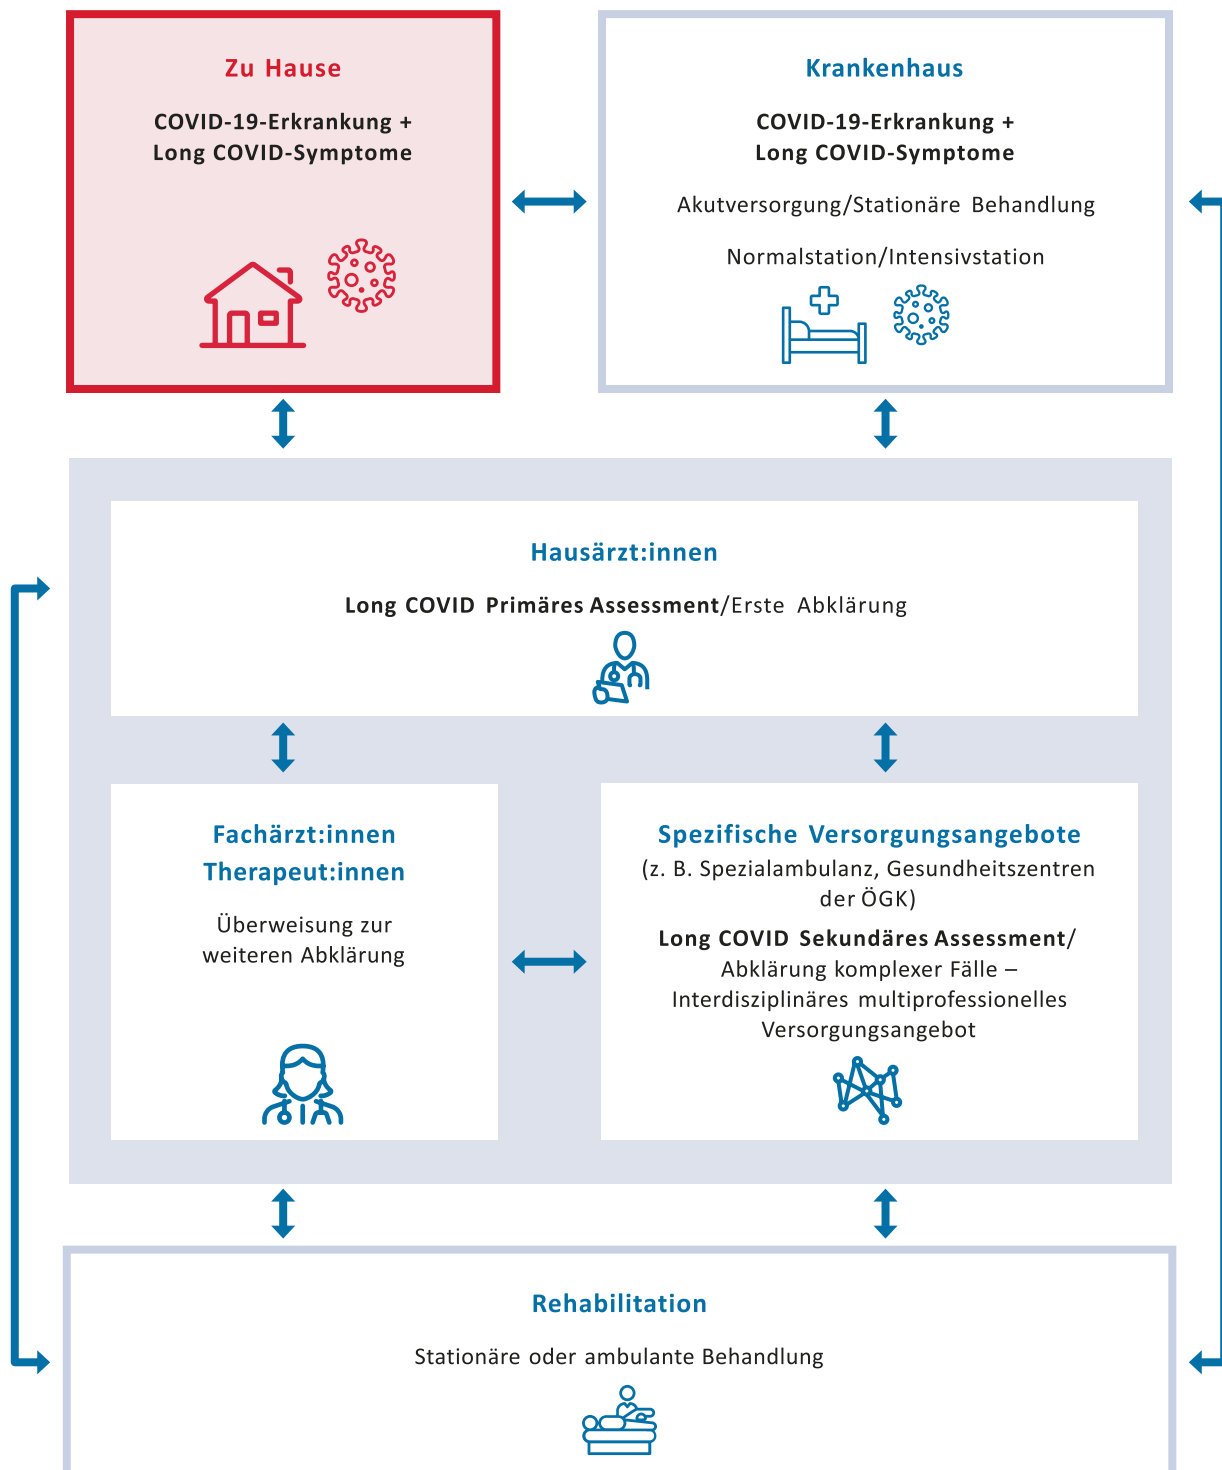 Zu Hause
COVID-19-Erkrankung +
Long COVID-Symptome
Krankenhaus
COVID-19-Erkrankung +
Long COVID-Symptome
Akutversorgung/Stationäre Behandlung
Normalstation/Intensivstation
Hausärzt:innen
Long COVID Primäres Assessment/Erste Abklärung
Fachärzt:innen
Therapeut:innen
Überweisung zur
weiteren Abklärung
Spezifische Versorgungsangebote
(z. B. Spezialambulanz, Gesundheitszentren
der ÖGK)
Long COVID Sekundäres Assessment/
Abklärung komplexer Fälle –
Interdisziplinäres multiprofessionelles
Versorgungsangebot
Rehabilitation
Stationäre oder ambulante Behandlung